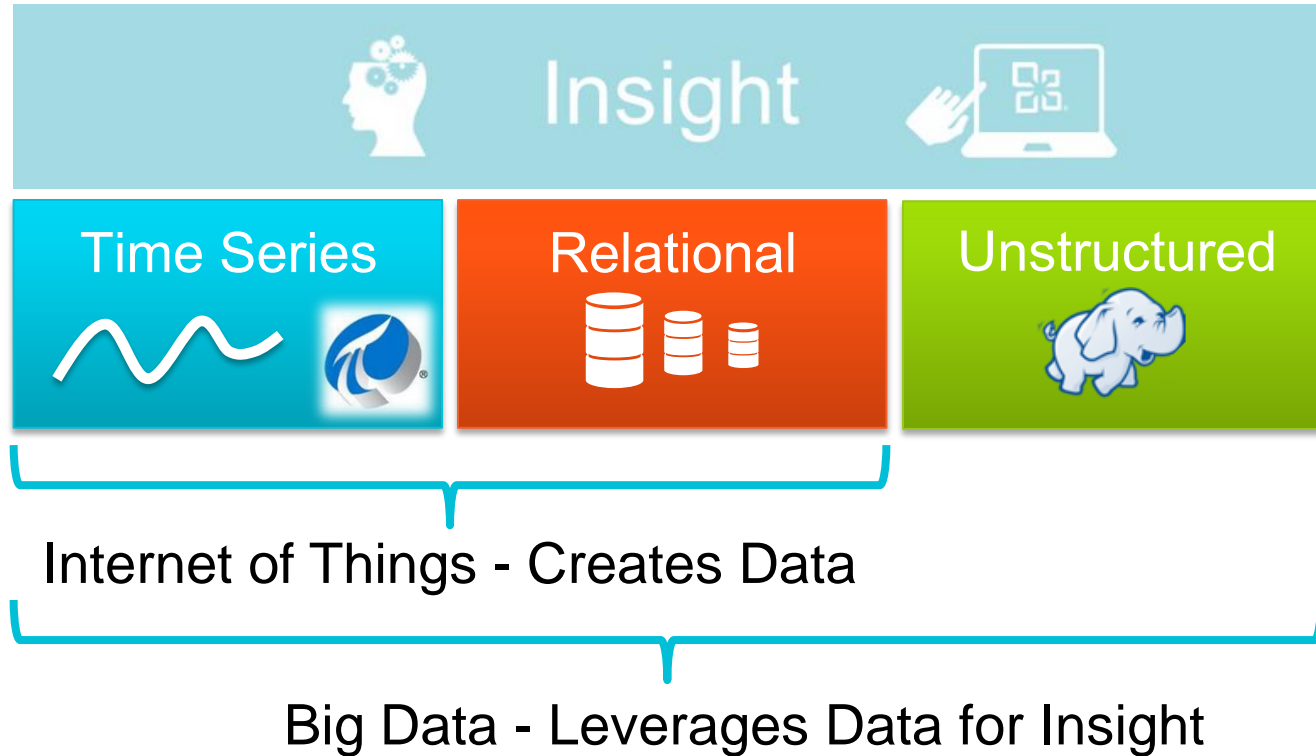 Insight
Time Series
Relational
Unstructured
®
Internet of Things - Creates Data
Big Data - Leverages Data for Insight